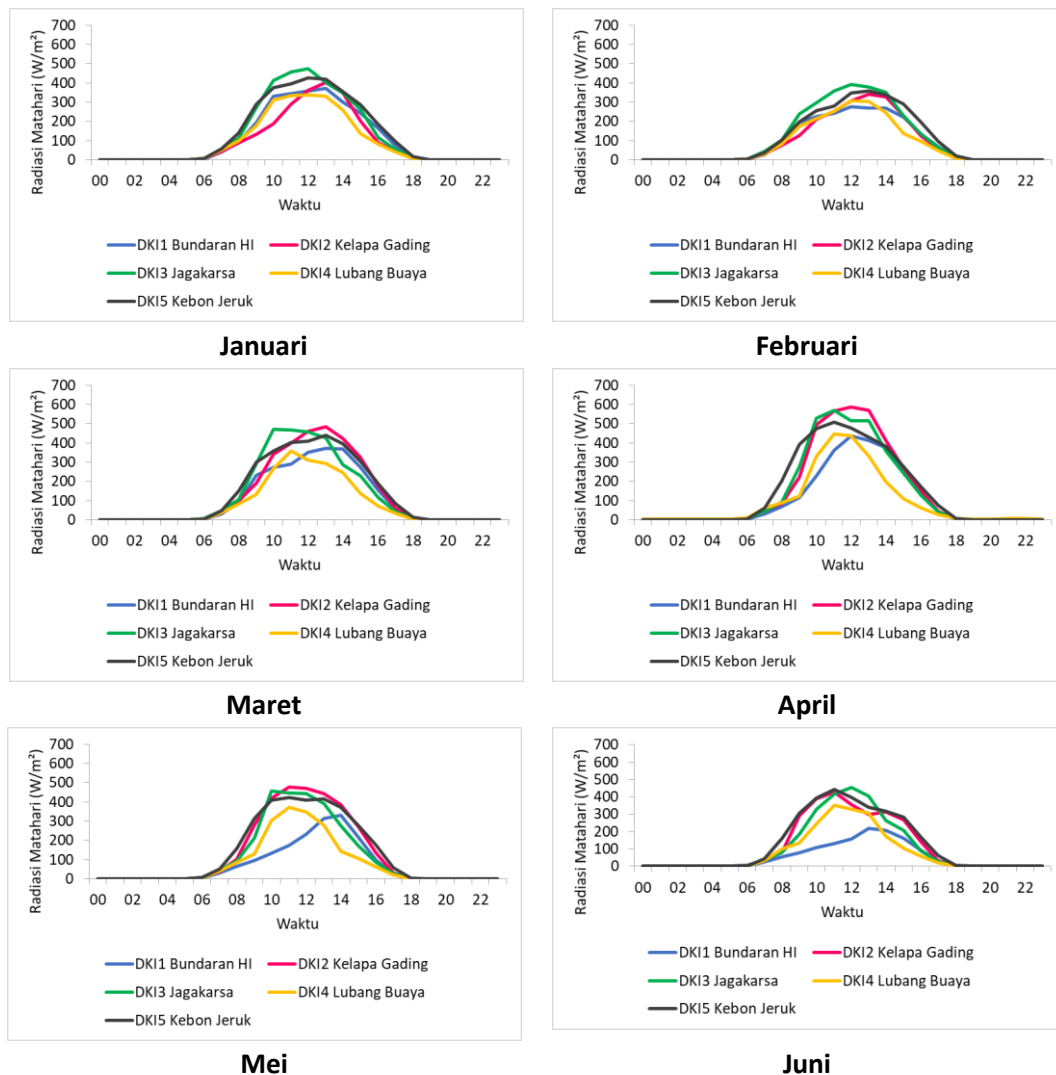 Radiasi Matahari (W/m²)
700
600
500
400
300
200
100
0
00 02 04 06 08 10 12 14 16 18 20 22
Waktu
DKI1 Bundaran HI DKI2 Kelapa Gading
DKI3 Jagakarsa DKI4 Lubang Buaya
DKI5 Kebon Jeruk
Januari
Radiasi Matahari (W/m²)
700
600
500
400
300
200
100
0
00 02 04 06 08 10 12 14 16 18 20 22
Waktu
DKI1 Bundaran HI DKI2 Kelapa Gading
DKI3 Jagakarsa DKI4 Lubang Buaya
DKI5 Kebon Jeruk
Februari
Radiasi Matahari (W/m²)
700
600
500
400
300
200
100
0
00 02 04 06 08 10 12 14 16 18 20 22
Waktu
DKI1 Bundaran HI DKI2 Kelapa Gading
DKI3 Jagakarsa DKI4 Lubang Buaya
DKI5 Kebon Jeruk
Maret
Radiasi Matahari (W/m²)
700
600
500
400
300
200
100
0
00 02 04 06 08 10 12 14 16 18 20 22
Waktu
DKI1 Bundaran HI DKI2 Kelapa Gading
DKI3 Jagakarsa DKI4 Lubang Buaya
DKI5 Kebon Jeruk
April
Radiasi Matahari (W/m²)
700
600
500
400
300
200
100
0
00 02 04 06 08 10 12 14 16 18 20 22
Waktu
DKI1 Bundaran HI DKI2 Kelapa Gading
DKI3 Jagakarsa DKI4 Lubang Buaya
DKI5 Kebon Jeruk
Mei
Radiasi Matahari (W/m²)
700
600
500
400
300
200
100
0
00 02 04 06 08 10 12 14 16 18 20 22
Waktu
DKI1 Bundaran HI DKI2 Kelapa Gading
DKI3 Jagakarsa DKI4 Lubang Buaya
DKI5 Kebon Jeruk
Juni